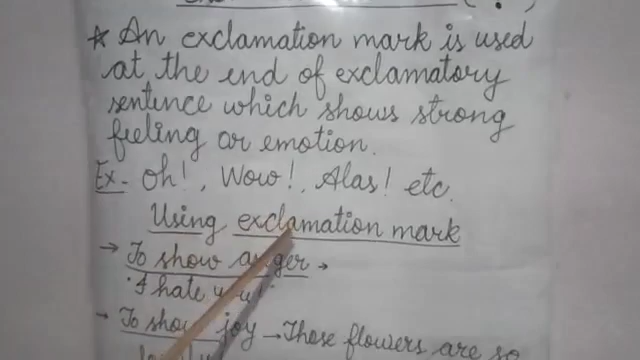 * An exclamation mark is used
at the end of exclamatory
sentence which shows strong
feeling or emotion.
Ex- Oh!, Wow!, Alas! etc.
Using exclamation mark
→ To show anger →
"I hate
→ To show joy → Those flowers are so